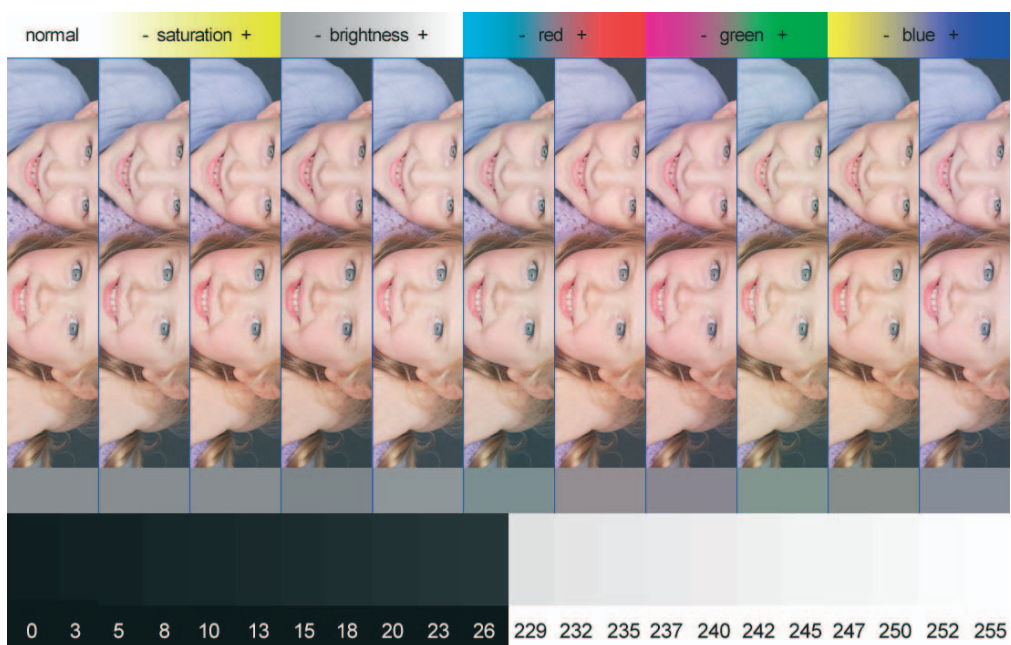 normal - saturation + - brightness + - red + - green + - blue +
0 3 5 8 10 13 15 18 20 23 26 229 232 235 237 240 242 245 247 250 252 255